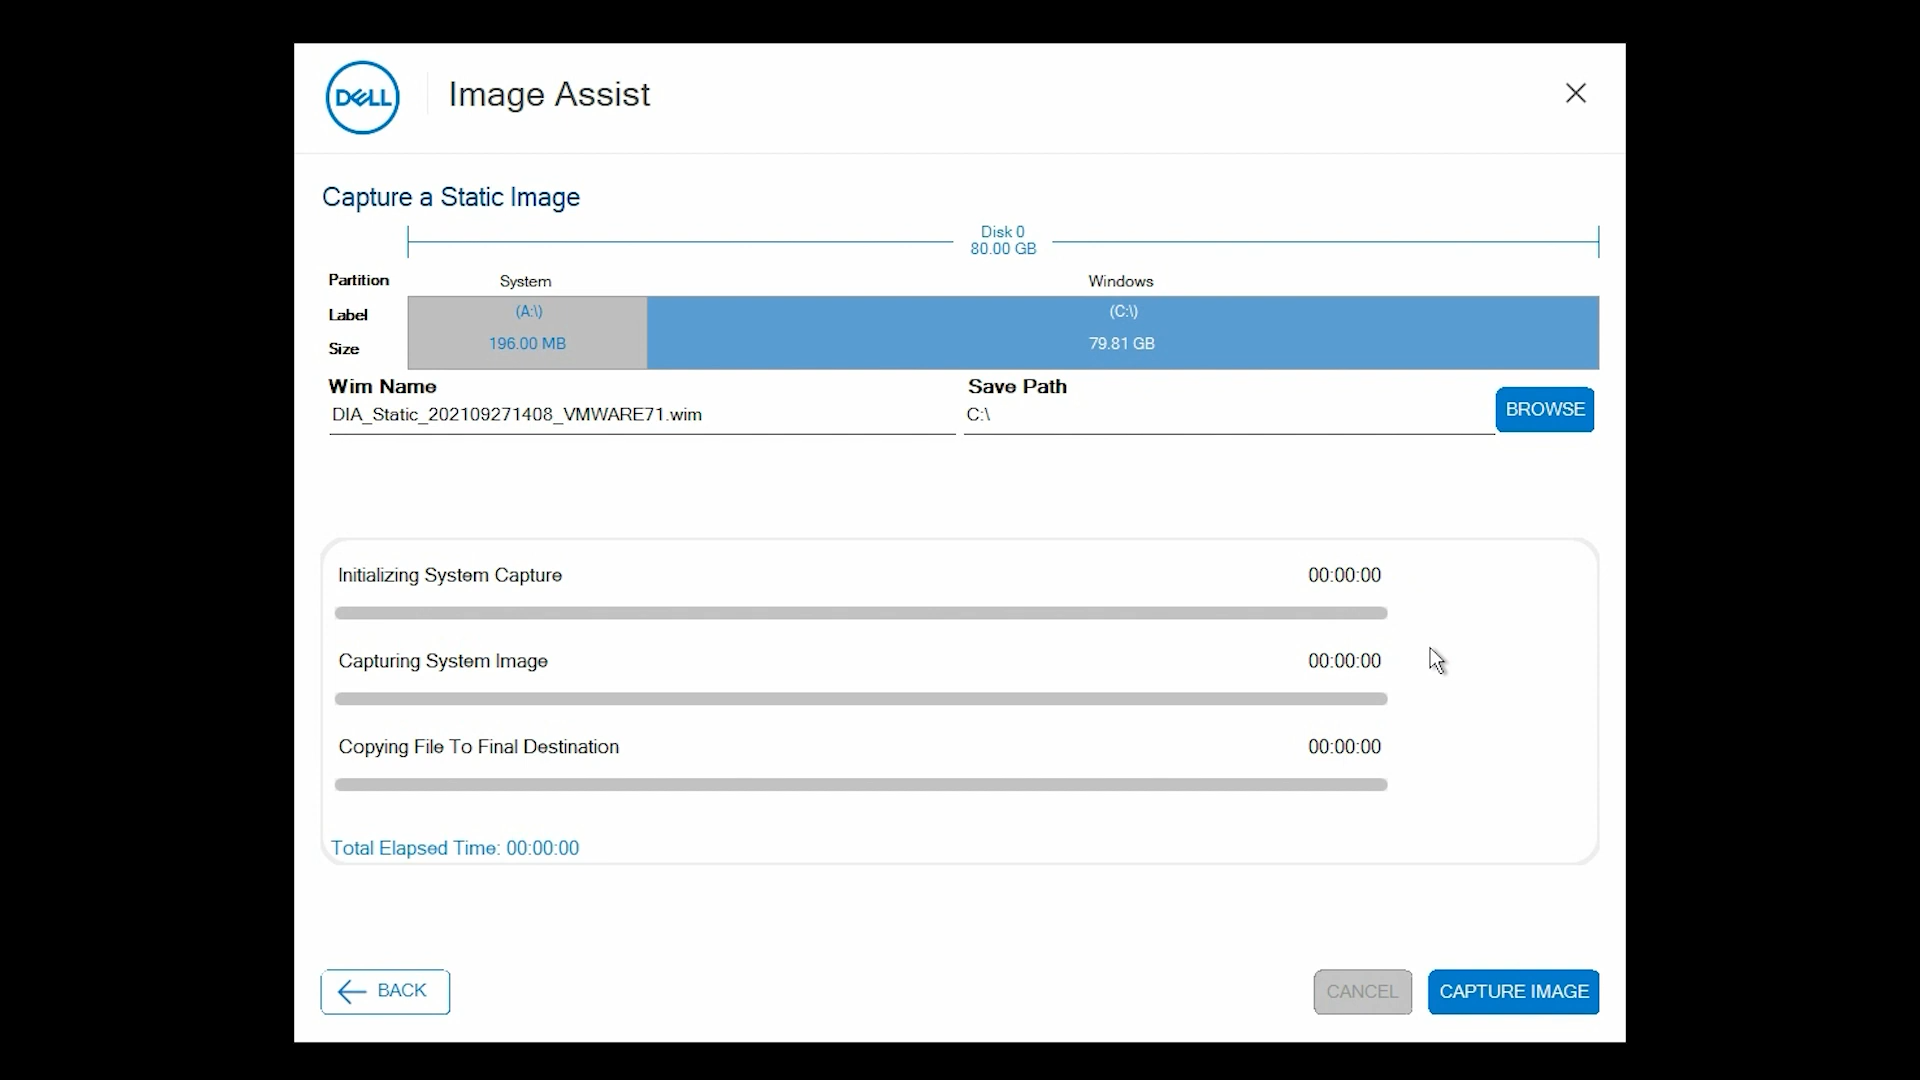 DELL
Image Assist
Capture a Static Image
Disk 0
80.00 GB
Partition System Windows
Label (A:\) (C:\)
Size 196.00 MB 79.81 GB
Wim Name Save Path
DIA_Static_202109271408_VMWARE71.wim C:\ BROWSE
Initializing System Capture 00:00:00
Capturing System Image 00:00:00
Copying File To Final Destination 00:00:00
Total Elapsed Time: 00:00:00
BACK CANCEL CAPTURE IMAGE